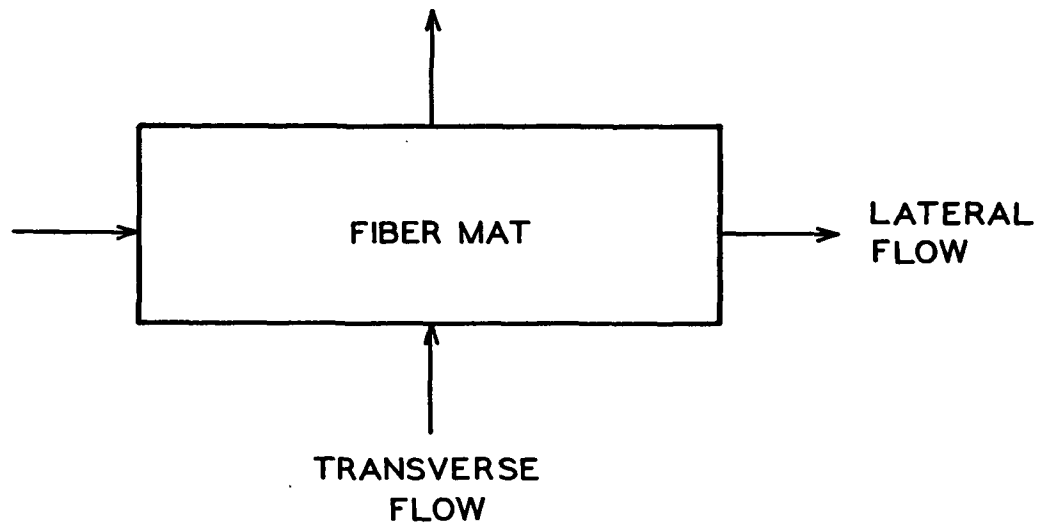 FIBER MAT
LATERAL
FLOW
TRANSVERSE
FLOW